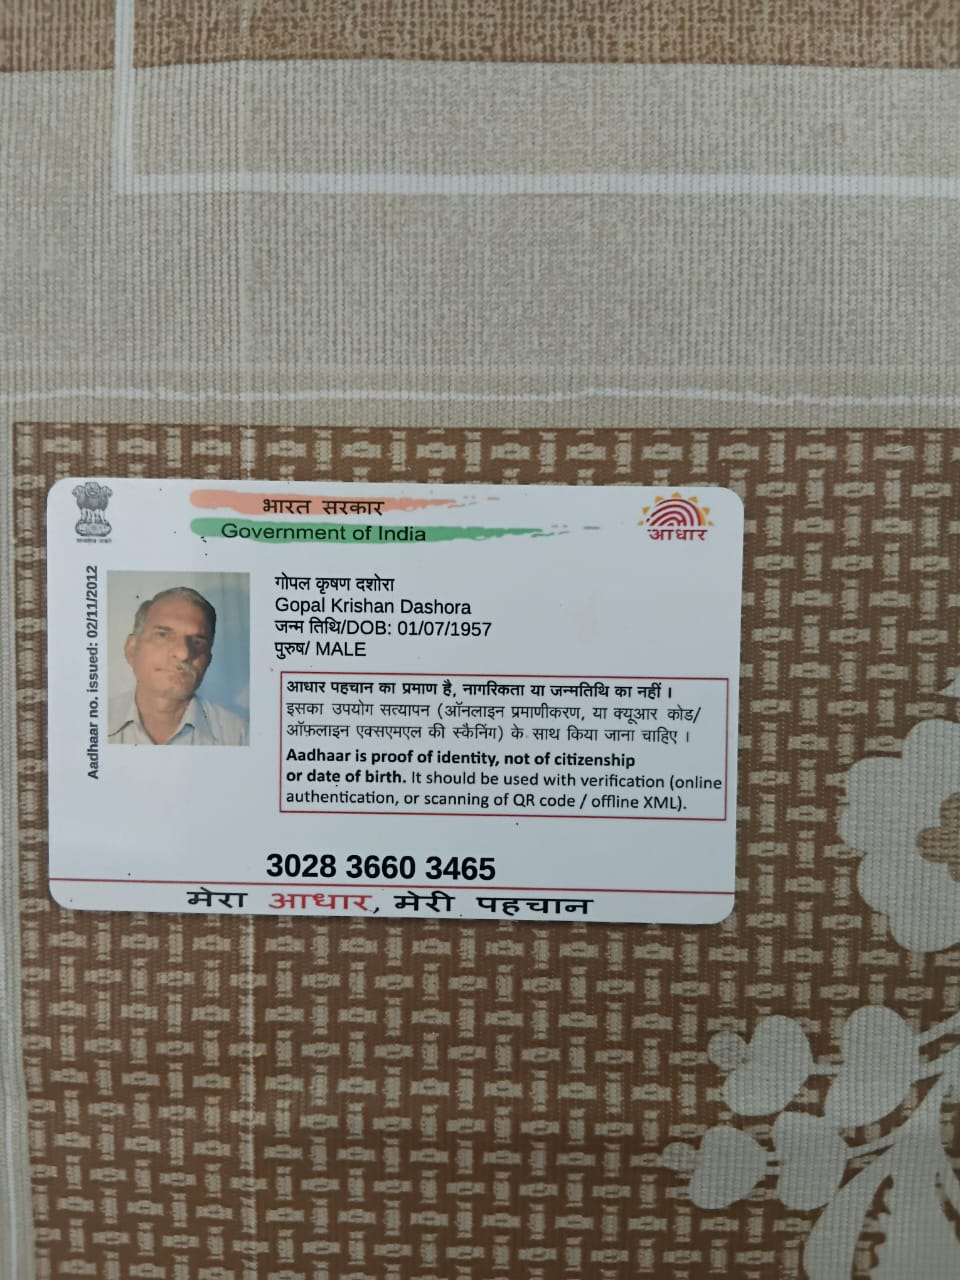 भारत सरकार
Government of India
आधार
Aadhaar no. issued: 02/11/2012
गोपल कृषण दशोरा
Gopal Krishan Dashora
जन्म तिथि/DOB: 01/07/1957
पुरुष/ MALE
आधार पहचान का प्रमाण है, नागरिकता या जन्मतिथि का नहीं ।
इसका उपयोग सत्यापन (ऑनलाइन प्रमाणीकरण, या क्यूआर कोड/
ऑफ़लाइन एक्सएमएल की स्कैनिंग) के साथ किया जाना चाहिए ।
Aadhaar is proof of identity, not of citizenship
or date of birth. It should be used with verification (online
authentication, or scanning of QR code / offline XML).
3028 3660 3465
मेरा आधार, मेरी पहचान